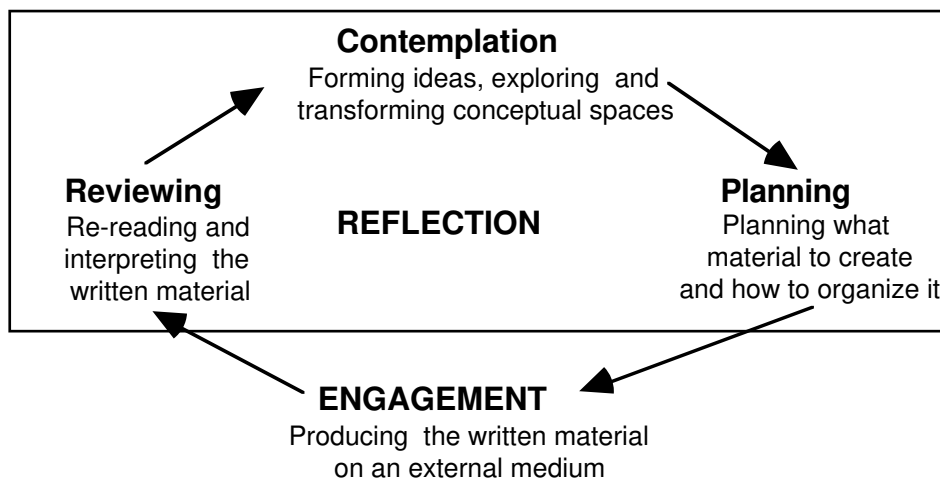 Contemplation
Forming ideas, exploring and
transforming conceptual spaces
Reviewing
Re-reading and
interpreting the
written material
REFLECTION
Planning
Planning what
material to create
and how to organize it
ENGAGEMENT
Producing the written material
on an external medium